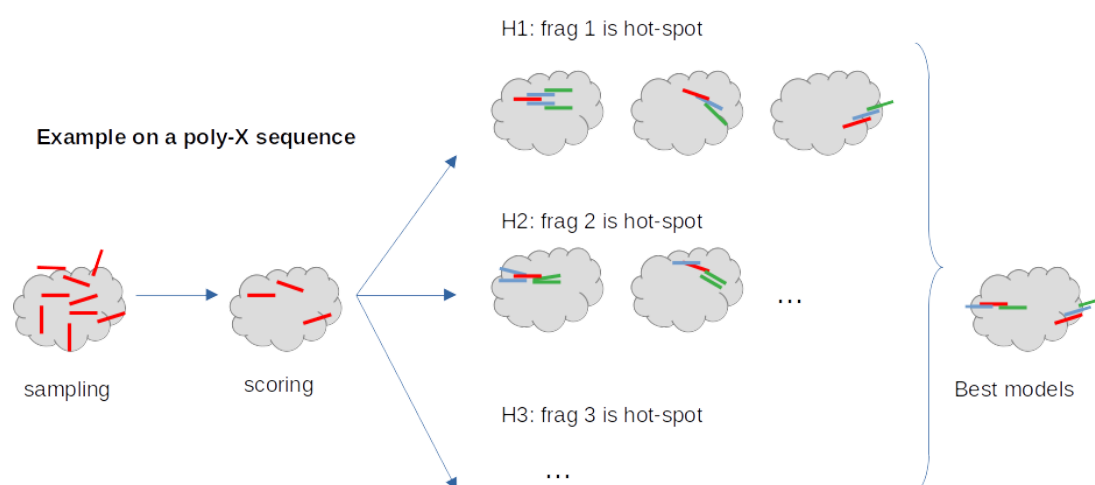 H1: frag 1 is hot-spot
Example on a poly-X sequence
H2: frag 2 is hot-spot
...
sampling
scoring
H3: frag 3 is hot-spot
...
Best models